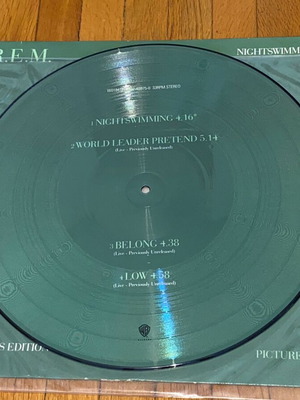 R.E.M.
NIGHTSWIMM
1 NIGHTSWIMMING 4.16*
2 WORLD LEADER PRETEND 5.14
(Live - Previously Unreleased)
3 BELONG 4.38
(Live - Previously Unreleased)
4 LOW 4.58
(Live - Previously Unreleased)
S EDITION
PICTURE